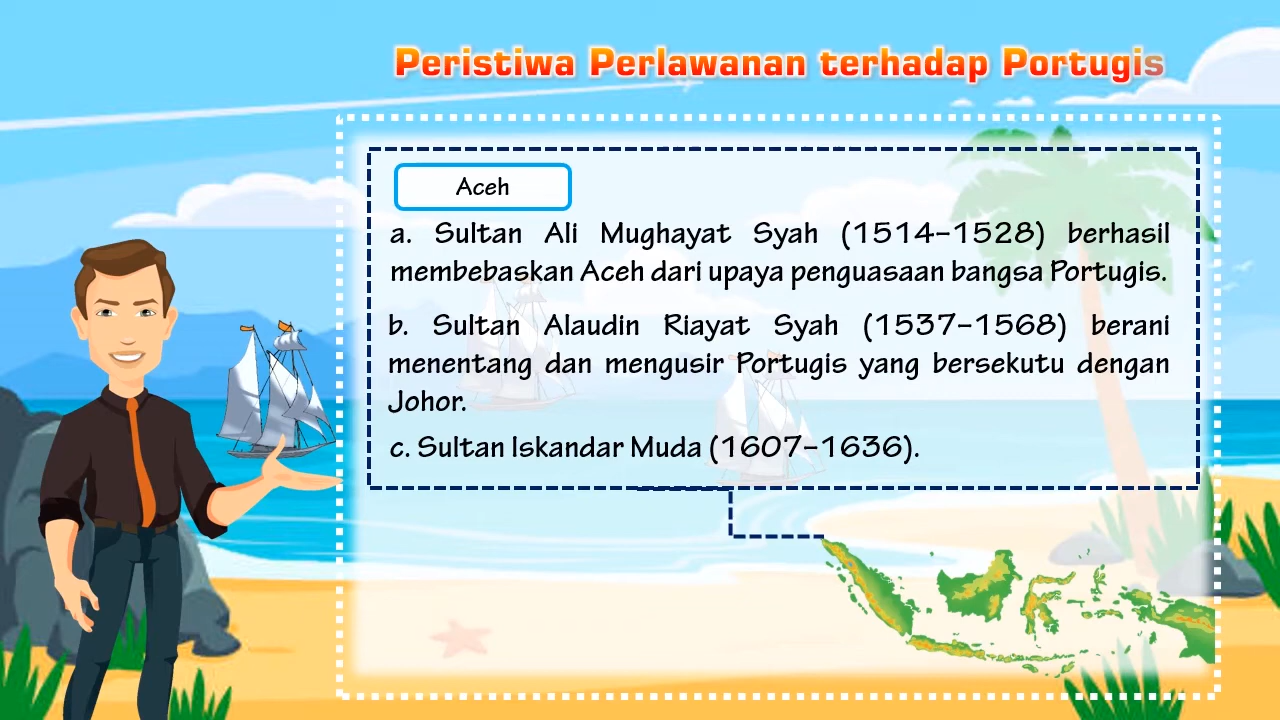 Peristiwa Perlawanan terhadap Portugis
Aceh
a. Sultan Ali Mughayat Syah (1514–1528) berhasil
membebaskan Aceh dari upaya penguasaan bangsa Portugis.
b. Sultan Alaudin Riayat Syah (1537–1568) berani
menentang dan mengusir Portugis yang bersekutu dengan
Johor.
c. Sultan Iskandar Muda (1607–1636).